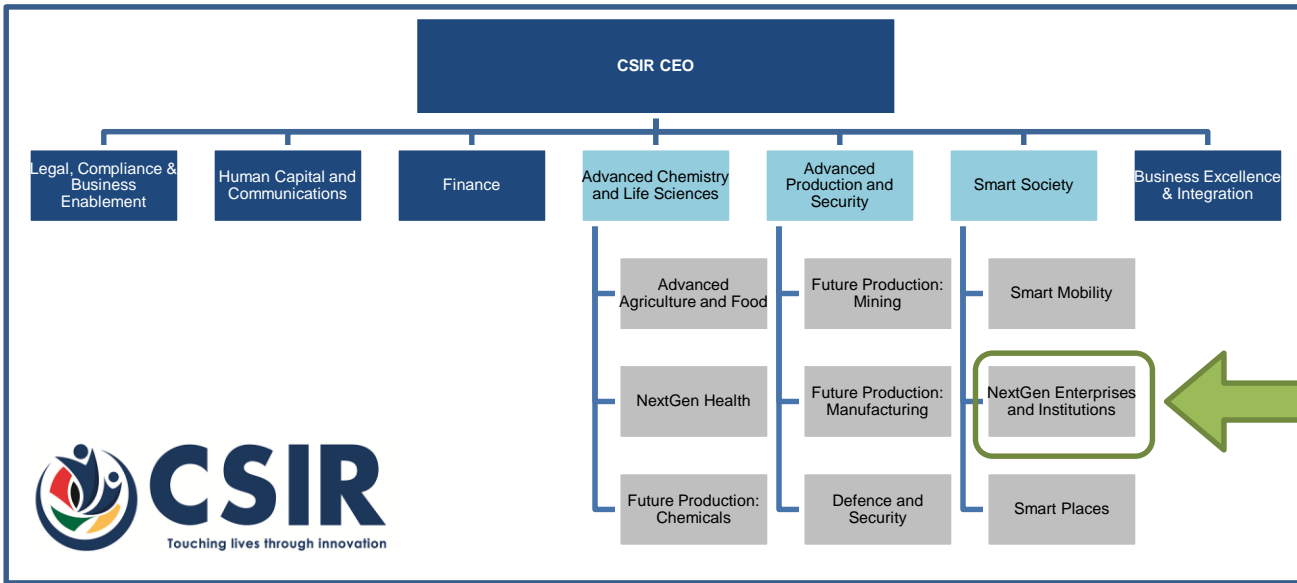 CSIR CEO
Legal, Compliance &
Business
Enablement
Human Capital and
Communications
Finance
Advanced Chemistry
and Life Sciences
Advanced
Production and
Security
Smart Society
Business Excellence
& Integration
Advanced
Agriculture and Food
Future Production:
Mining
Smart Mobility
NextGen Health
Future Production:
Manufacturing
NextGen Enterprises
and Institutions
Future Production:
Chemicals
Defence and
Security
Smart Places
CSIR
Touching lives through innovation